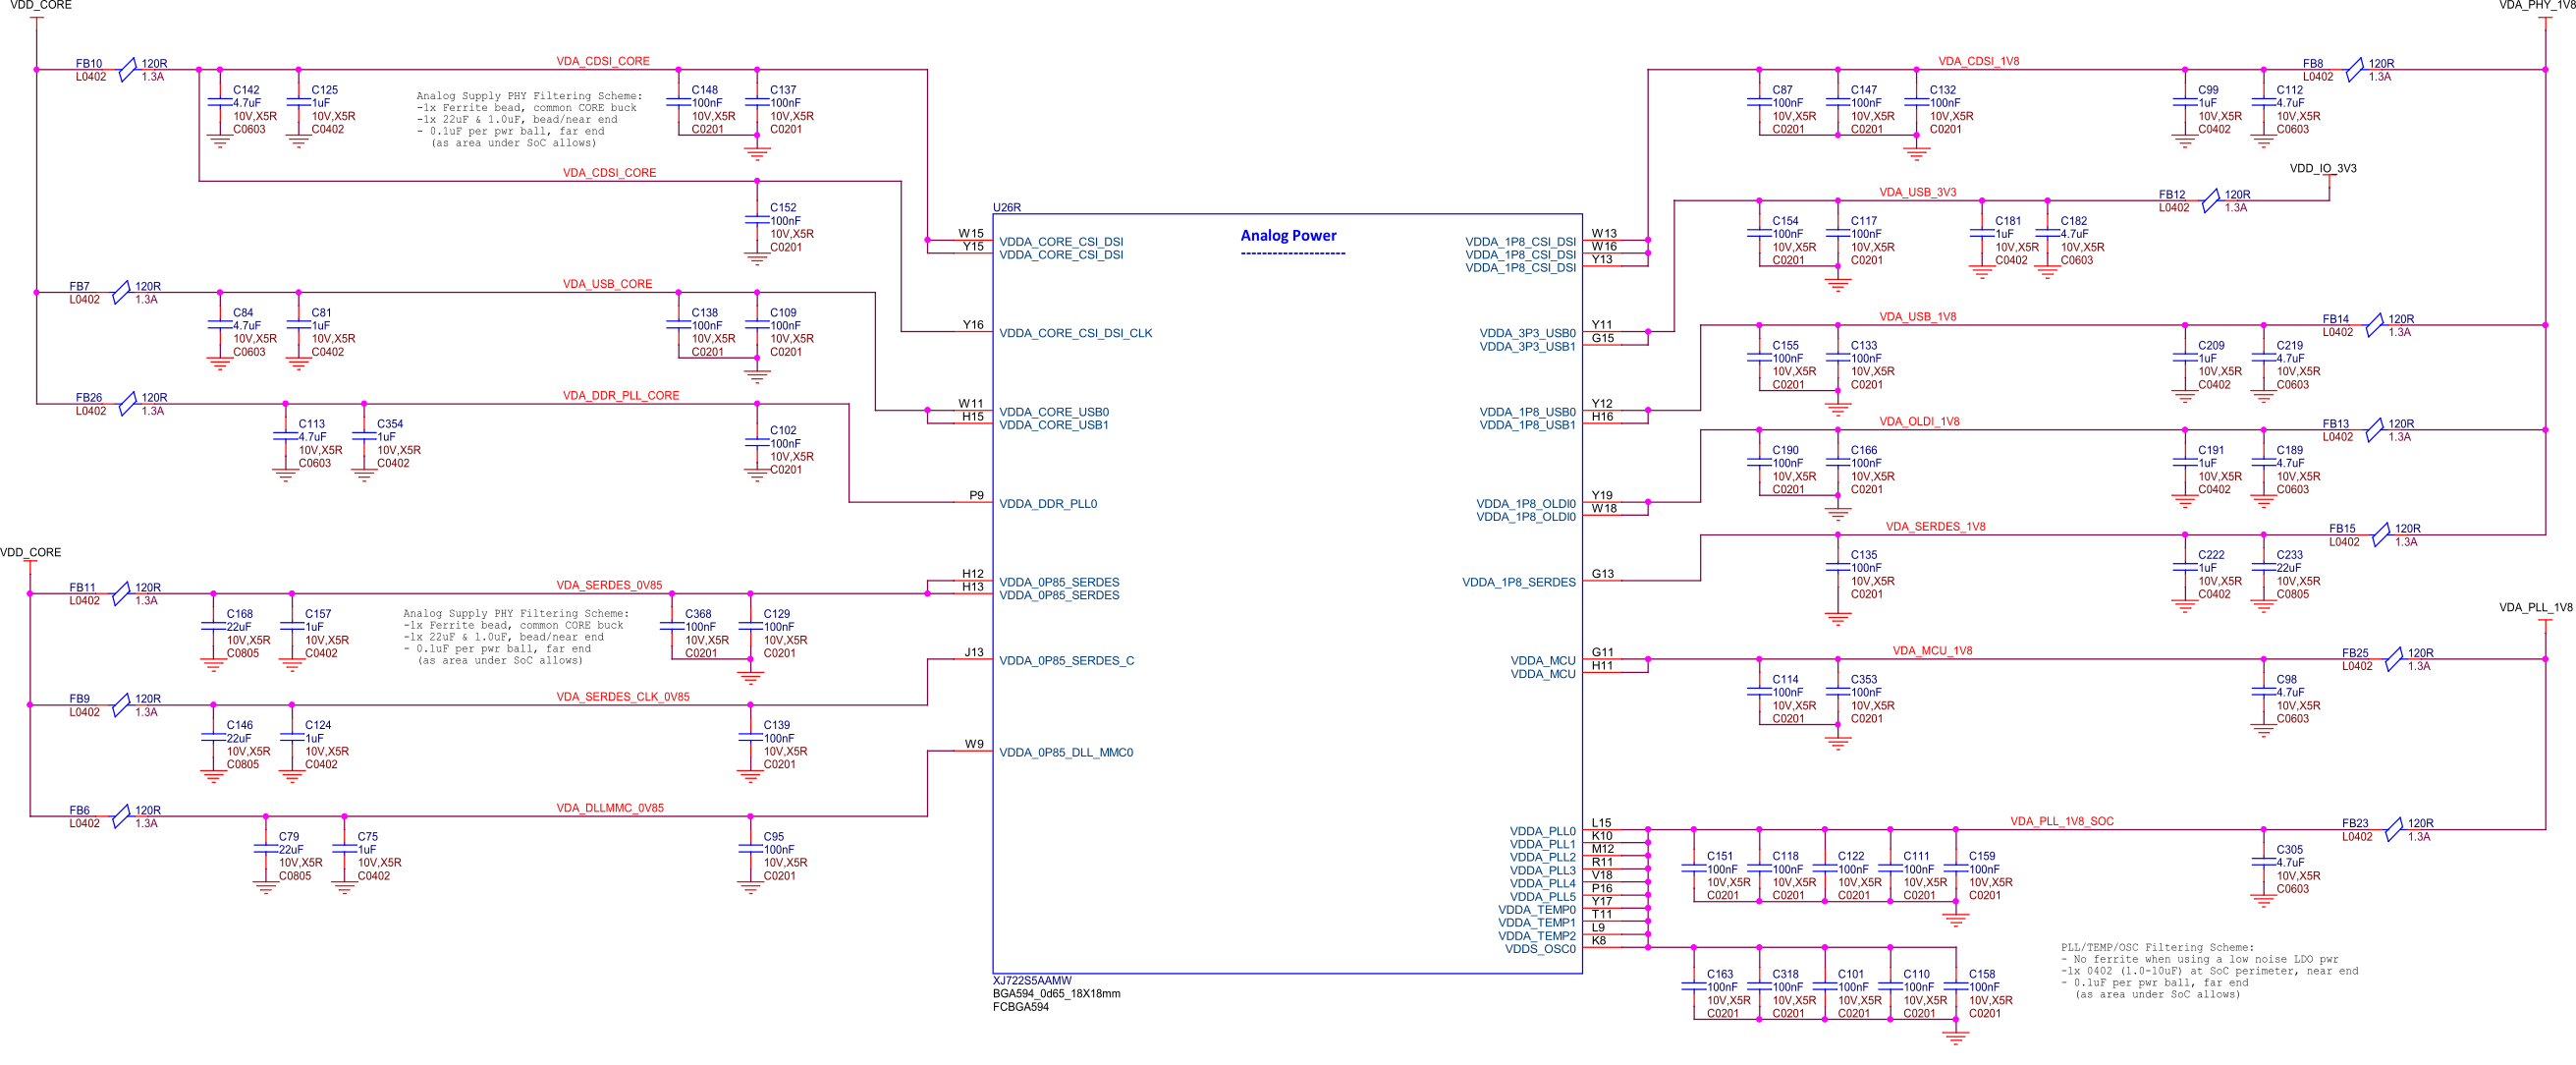 VDD_CORE
FB10
L0402
120R
1.3A
VDA_CDSI_CORE
C142
4.7uF
10V,X5R
C0603
C125
1uF
10V,X5R
C0402
Analog Supply PHY Filtering Scheme:
-1x Ferrite bead, common CORE buck
-1x 22uF & 1.0uF, bead/near end
- 0.1uF per pwr ball, far end
(as area under SoC allows)
C148
100nF
10V,X5R
C0201
C137
100nF
10V,X5R
C0201
VDA_CDSI_CORE
C152
100nF
10V,X5R
C0201
FB7
L0402
120R
1.3A
VDA_USB_CORE
C84
4.7uF
10V,X5R
C0603
C81
1uF
10V,X5R
C0402
C138
100nF
10V,X5R
C0201
C109
100nF
10V,X5R
C0201
FB26
L0402
120R
1.3A
VDA_DDR_PLL_CORE
C113
4.7uF
10V,X5R
C0603
C354
1uF
10V,X5R
C0402
C102
100nF
10V,X5R
C0201
VDD_CORE
FB11
L0402
120R
1.3A
VDA_SERDES_0V85
C168
22uF
10V,X5R
C0805
C157
1uF
10V,X5R
C0402
Analog Supply PHY Filtering Scheme:
-1x Ferrite bead, common CORE buck
-1x 22uF & 1.0uF, bead/near end
- 0.1uF per pwr ball, far end
(as area under SoC allows)
C368
100nF
10V,X5R
C0201
C129
100nF
10V,X5R
C0201
FB9
L0402
120R
1.3A
VDA_SERDES_CLK_0V85
C146
22uF
10V,X5R
C0805
C124
1uF
10V,X5R
C0402
C139
100nF
10V,X5R
C0201
FB6
L0402
120R
1.3A
VDA_DLLMMC_0V85
C79
22uF
10V,X5R
C0805
C75
1uF
10V,X5R
C0402
C95
100nF
10V,X5R
C0201
U26R
Analog Power
--------------------
W15 VDDA_CORE_CSI_DSI
Y15 VDDA_CORE_CSI_DSI
Y16 VDDA_CORE_CSI_DSI_CLK
W11 VDDA_CORE_USB0
H15 VDDA_CORE_USB1
P9 VDDA_DDR_PLL0
H12 VDDA_0P85_SERDES
H13 VDDA_0P85_SERDES
J13 VDDA_0P85_SERDES_C
W9 VDDA_0P85_DLL_MMC0
VDDA_1P8_CSI_DSI W13
VDDA_1P8_CSI_DSI W16
VDDA_1P8_CSI_DSI Y13
VDDA_3P3_USB0 Y11
VDDA_3P3_USB1 G15
VDDA_1P8_USB0 Y12
VDDA_1P8_USB1 H16
VDDA_1P8_OLDI0 Y19
VDDA_1P8_OLDI0 W18
VDDA_1P8_SERDES G13
VDDA_MCU G11
VDDA_MCU H11
VDDA_PLL0 L15
VDDA_PLL1 K10
VDDA_PLL2 M12
VDDA_PLL3 R11
VDDA_PLL4 V18
VDDA_PLL5 P16
VDDA_TEMP0 Y17
VDDA_TEMP1 T11
VDDA_TEMP2 L9
VDDS_OSC0 K8
XJ722S5AAMW
BGA594_0d65_18X18mm
FCBGA594
VDA_PHY_1V8
VDA_CDSI_1V8
FB8
L0402
120R
1.3A
C87
100nF
10V,X5R
C0201
C147
100nF
10V,X5R
C0201
C132
100nF
10V,X5R
C0201
C99
1uF
10V,X5R
C0402
C112
4.7uF
10V,X5R
C0603
VDD_IO_3V3
VDA_USB_3V3
FB12
L0402
120R
1.3A
C154
100nF
10V,X5R
C0201
C117
100nF
10V,X5R
C0201
C181
1uF
10V,X5R
C0402
C182
4.7uF
10V,X5R
C0603
VDA_USB_1V8
FB14
L0402
120R
1.3A
C155
100nF
10V,X5R
C0201
C133
100nF
10V,X5R
C0201
C209
1uF
10V,X5R
C0402
C219
4.7uF
10V,X5R
C0603
VDA_OLDI_1V8
FB13
L0402
120R
1.3A
C190
100nF
10V,X5R
C0201
C166
100nF
10V,X5R
C0201
C191
1uF
10V,X5R
C0402
C189
4.7uF
10V,X5R
C0603
VDA_SERDES_1V8
FB15
L0402
120R
1.3A
C135
100nF
10V,X5R
C0201
C222
1uF
10V,X5R
C0402
C233
22uF
10V,X5R
C0805
VDA_PLL_1V8
VDA_MCU_1V8
FB25
L0402
120R
1.3A
C114
100nF
10V,X5R
C0201
C353
100nF
10V,X5R
C0201
C98
4.7uF
10V,X5R
C0603
VDA_PLL_1V8_SOC
FB23
L0402
120R
1.3A
C151
100nF
10V,X5R
C0201
C118
100nF
10V,X5R
C0201
C122
100nF
10V,X5R
C0201
C111
100nF
10V,X5R
C0201
C159
100nF
10V,X5R
C0201
C305
4.7uF
10V,X5R
C0603
C163
100nF
10V,X5R
C0201
C318
100nF
10V,X5R
C0201
C101
100nF
10V,X5R
C0201
C110
100nF
10V,X5R
C0201
C158
100nF
10V,X5R
C0201
PLL/TEMP/OSC Filtering Scheme:
- No ferrite when using a low noise LDO pwr
-1x 0402 (1.0-10uF) at SoC perimeter, near end
- 0.1uF per pwr ball, far end
(as area under SoC allows)